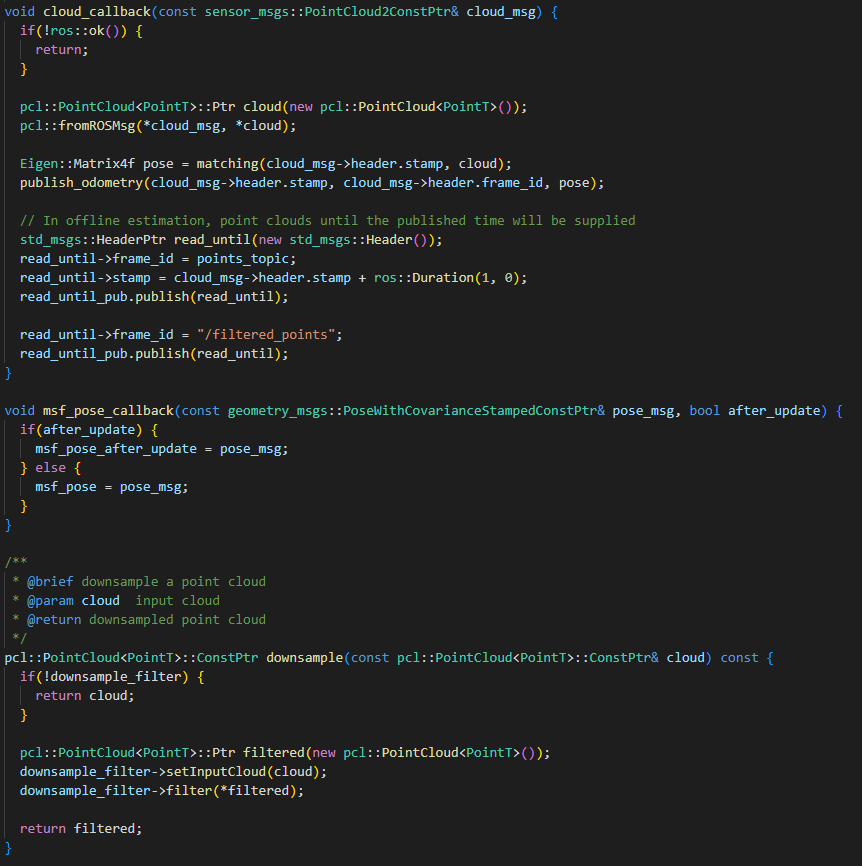 void cloud_callback(const sensor_msgs::PointCloud2ConstPtr& cloud_msg) {
  if(!ros::ok()) {
    return;
  }

  pcl::PointCloud<PointT>::Ptr cloud(new pcl::PointCloud<PointT>());
  pcl::fromROSMsg(*cloud_msg, *cloud);

  Eigen::Matrix4f pose = matching(cloud_msg->header.stamp, cloud);
  publish_odometry(cloud_msg->header.stamp, cloud_msg->header.frame_id, pose);

  // In offline estimation, point clouds until the published time will be supplied
  std_msgs::HeaderPtr read_until(new std_msgs::Header());
  read_until->frame_id = points_topic;
  read_until->stamp = cloud_msg->header.stamp + ros::Duration(1, 0);
  read_until_pub.publish(read_until);

  read_until->frame_id = "/filtered_points";
  read_until_pub.publish(read_until);
}

void msf_pose_callback(const geometry_msgs::PoseWithCovarianceStampedConstPtr& pose_msg, bool after_update) {
  if(after_update) {
    msf_pose_after_update = pose_msg;
  } else {
    msf_pose = pose_msg;
  }
}

/**
 * @brief downsample a point cloud
 * @param cloud  input cloud
 * @return downsampled point cloud
 */
pcl::PointCloud<PointT>::ConstPtr downsample(const pcl::PointCloud<PointT>::ConstPtr& cloud) const {
  if(!downsample_filter) {
    return cloud;
  }

  pcl::PointCloud<PointT>::Ptr filtered(new pcl::PointCloud<PointT>());
  downsample_filter->setInputCloud(cloud);
  downsample_filter->filter(*filtered);

  return filtered;
}